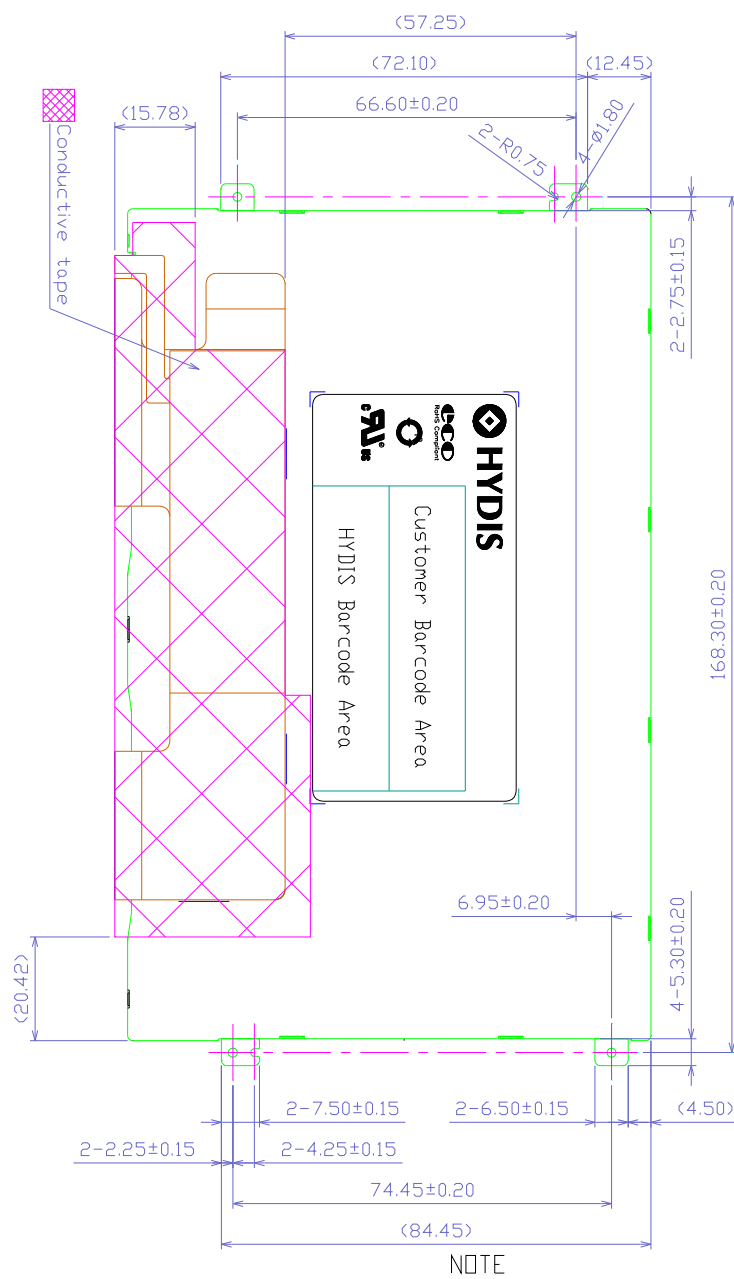 (57.25)
(72.10)
(12.45)
66.60±0.20
(15.78)
2-R0.75
4-ø1.80
Conductive tape
2-2.75±0.15
168.30±0.20
HYDIS
eco
RoHS Compliant
c
US
Customer Barcode Area
HYDIS Barcode Area
6.95±0.20
4-5.30±0.20
(20.42)
2-7.50±0.15
2-6.50±0.15
(4.50)
2-2.25±0.15
2-4.25±0.15
74.45±0.20
(84.45)
NOTE